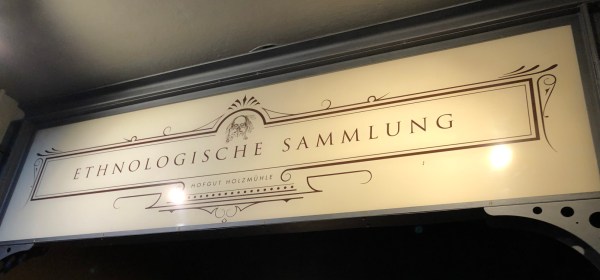 ETHNOLOGISCHE SAMMLUNG
HOFGUT HOLZMÜHLE